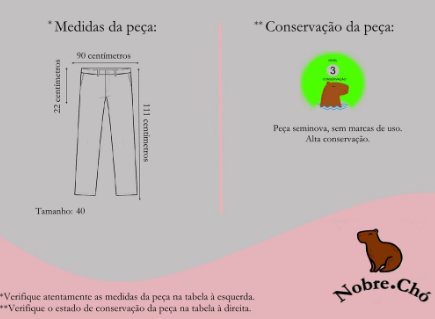 * Medidas da peça:
90 centímetros
22 centímetros
111 centímetros
Tamanho: 40
** Conservação da peça:
3
Peça seminova, sem marcas de uso.
Alta conservação.
Nobre.Chó
*Verifique atentamente as medidas da peça na tabela à esquerda.
**Verifique o estado de conservação da peça na tabela à direita.